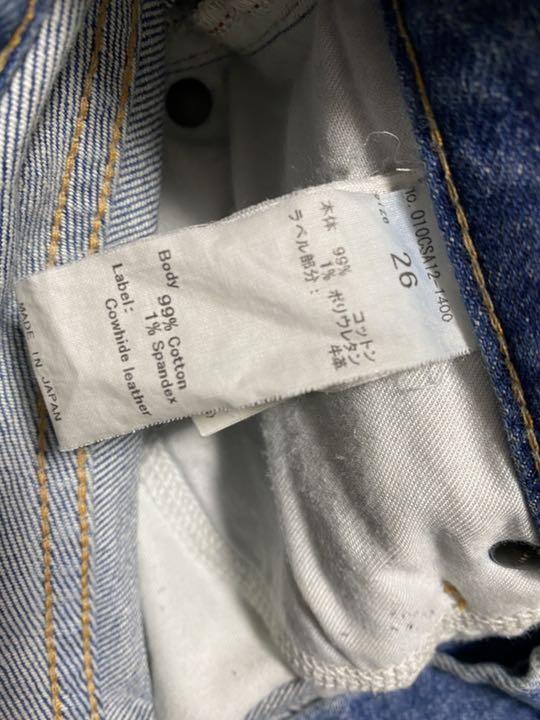 no. 010CSA12-1400
size
26
本体 99% コットン
1% ポリウレタン
ラベル部分： 牛革
Body 99% Cotton
1% Spandex
Label: Cowhide leather
MADE IN JAPAN